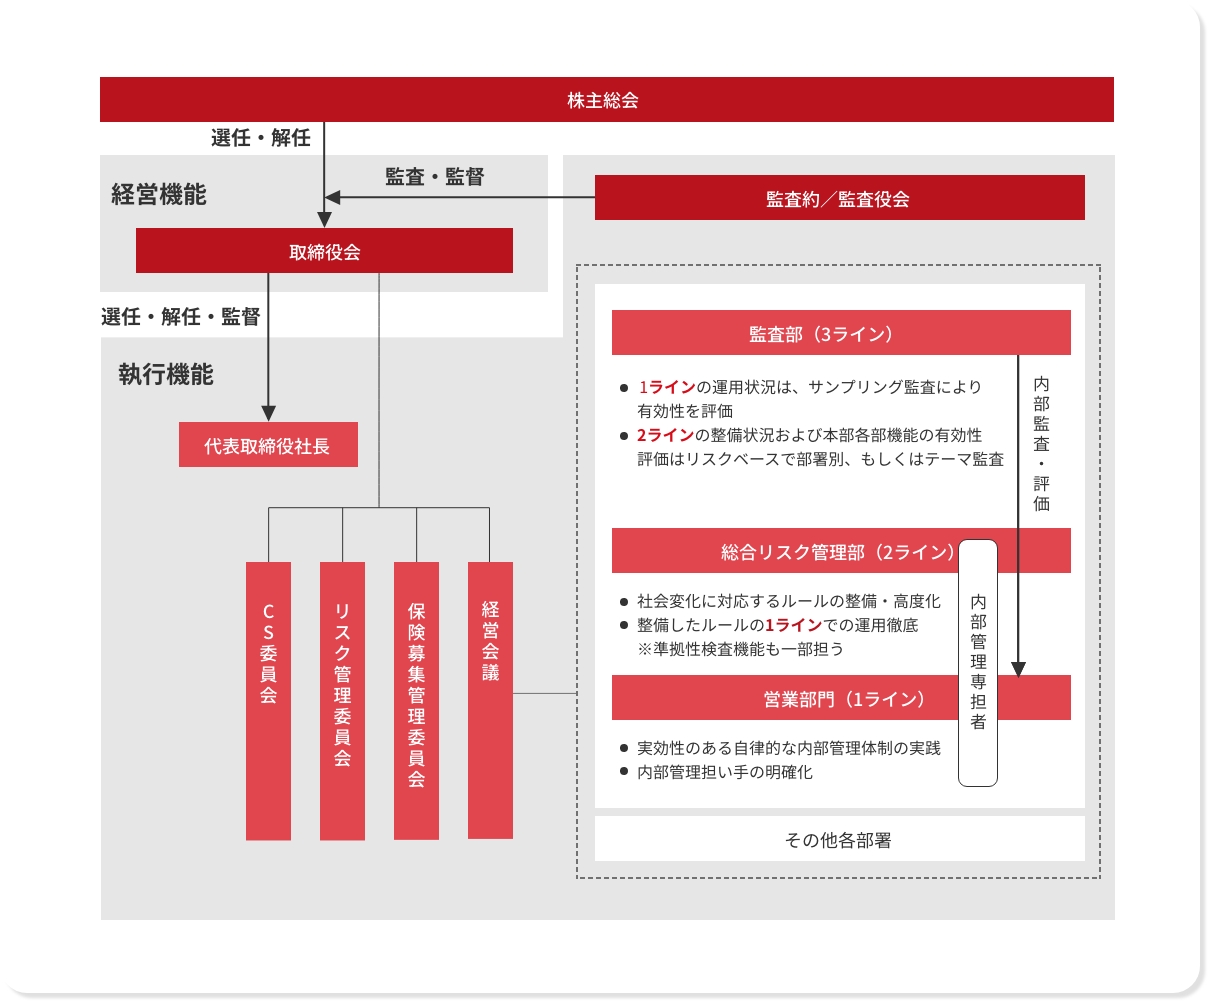 株主総会
選任・解任
経営機能
監査・監督
監査約／監査役会
取締役会
選任・解任・監督
執行機能
代表取締役社長
CS委員会
リスク管理委員会
保険募集管理委員会
経営会議
監査部（3ライン）
● 1ラインの運用状況は、サンプリング監査により
有効性を評価
● 2ラインの整備状況および本部各部機能の有効性
評価はリスクベースで部署別、もしくはテーマ監査
内部監査・評価
総合リスク管理部（2ライン）
● 社会変化に対応するルールの整備・高度化
● 整備したルールの1ラインでの運用徹底
※準拠性検査機能も一部担う
内部管理専担者
営業部門（1ライン）
● 実効性のある自律的な内部管理体制の実践
● 内部管理担い手の明確化
その他各部署